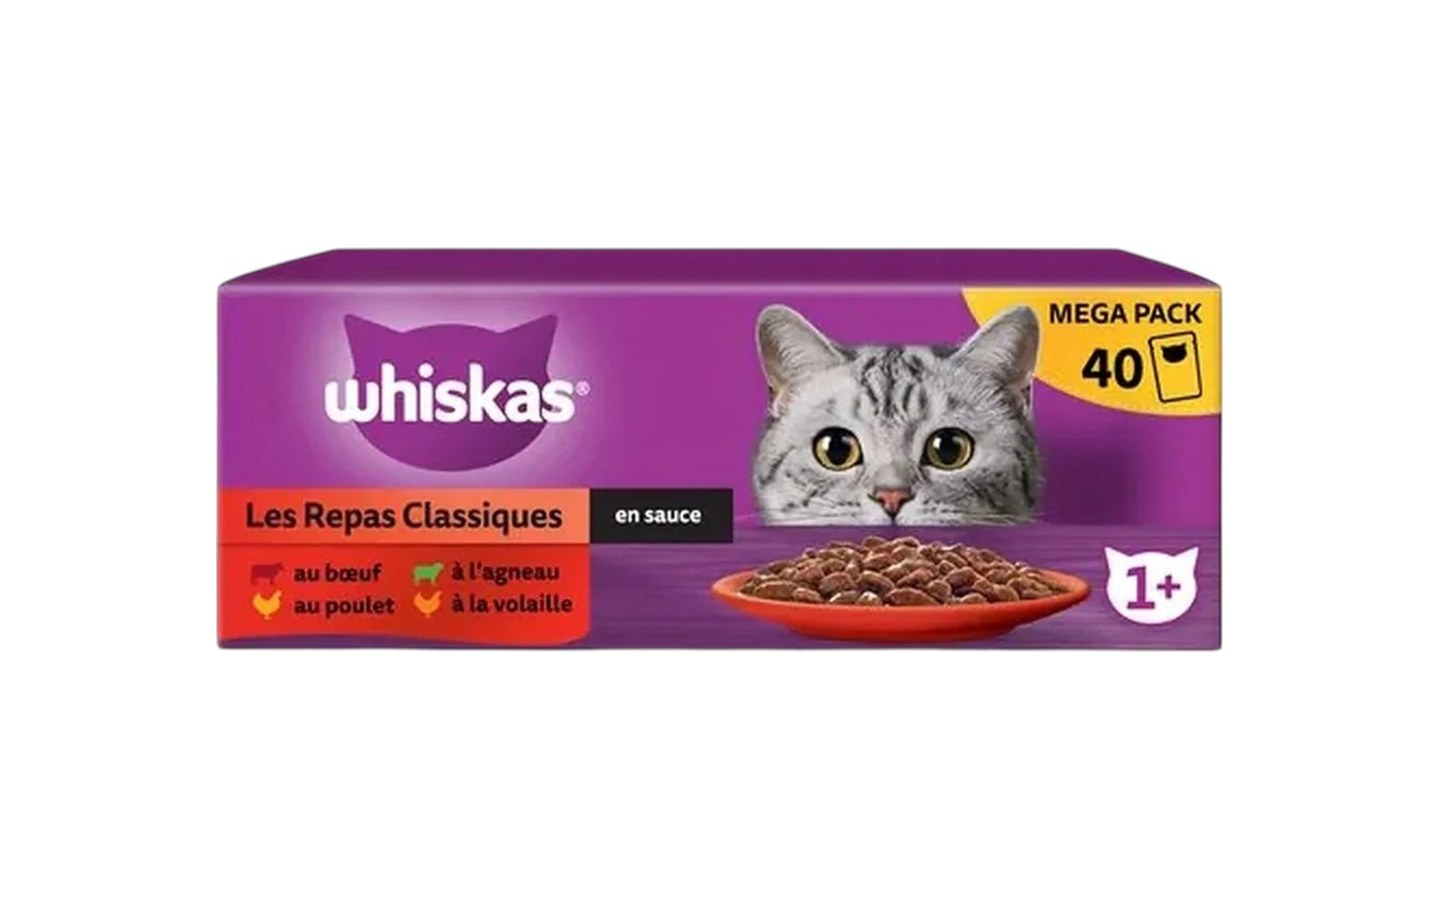 MEGA PACK
40
whiskas®
Les Repas Classiques
en sauce
au bœuf
à l'agneau
au poulet
à la volaille
1+